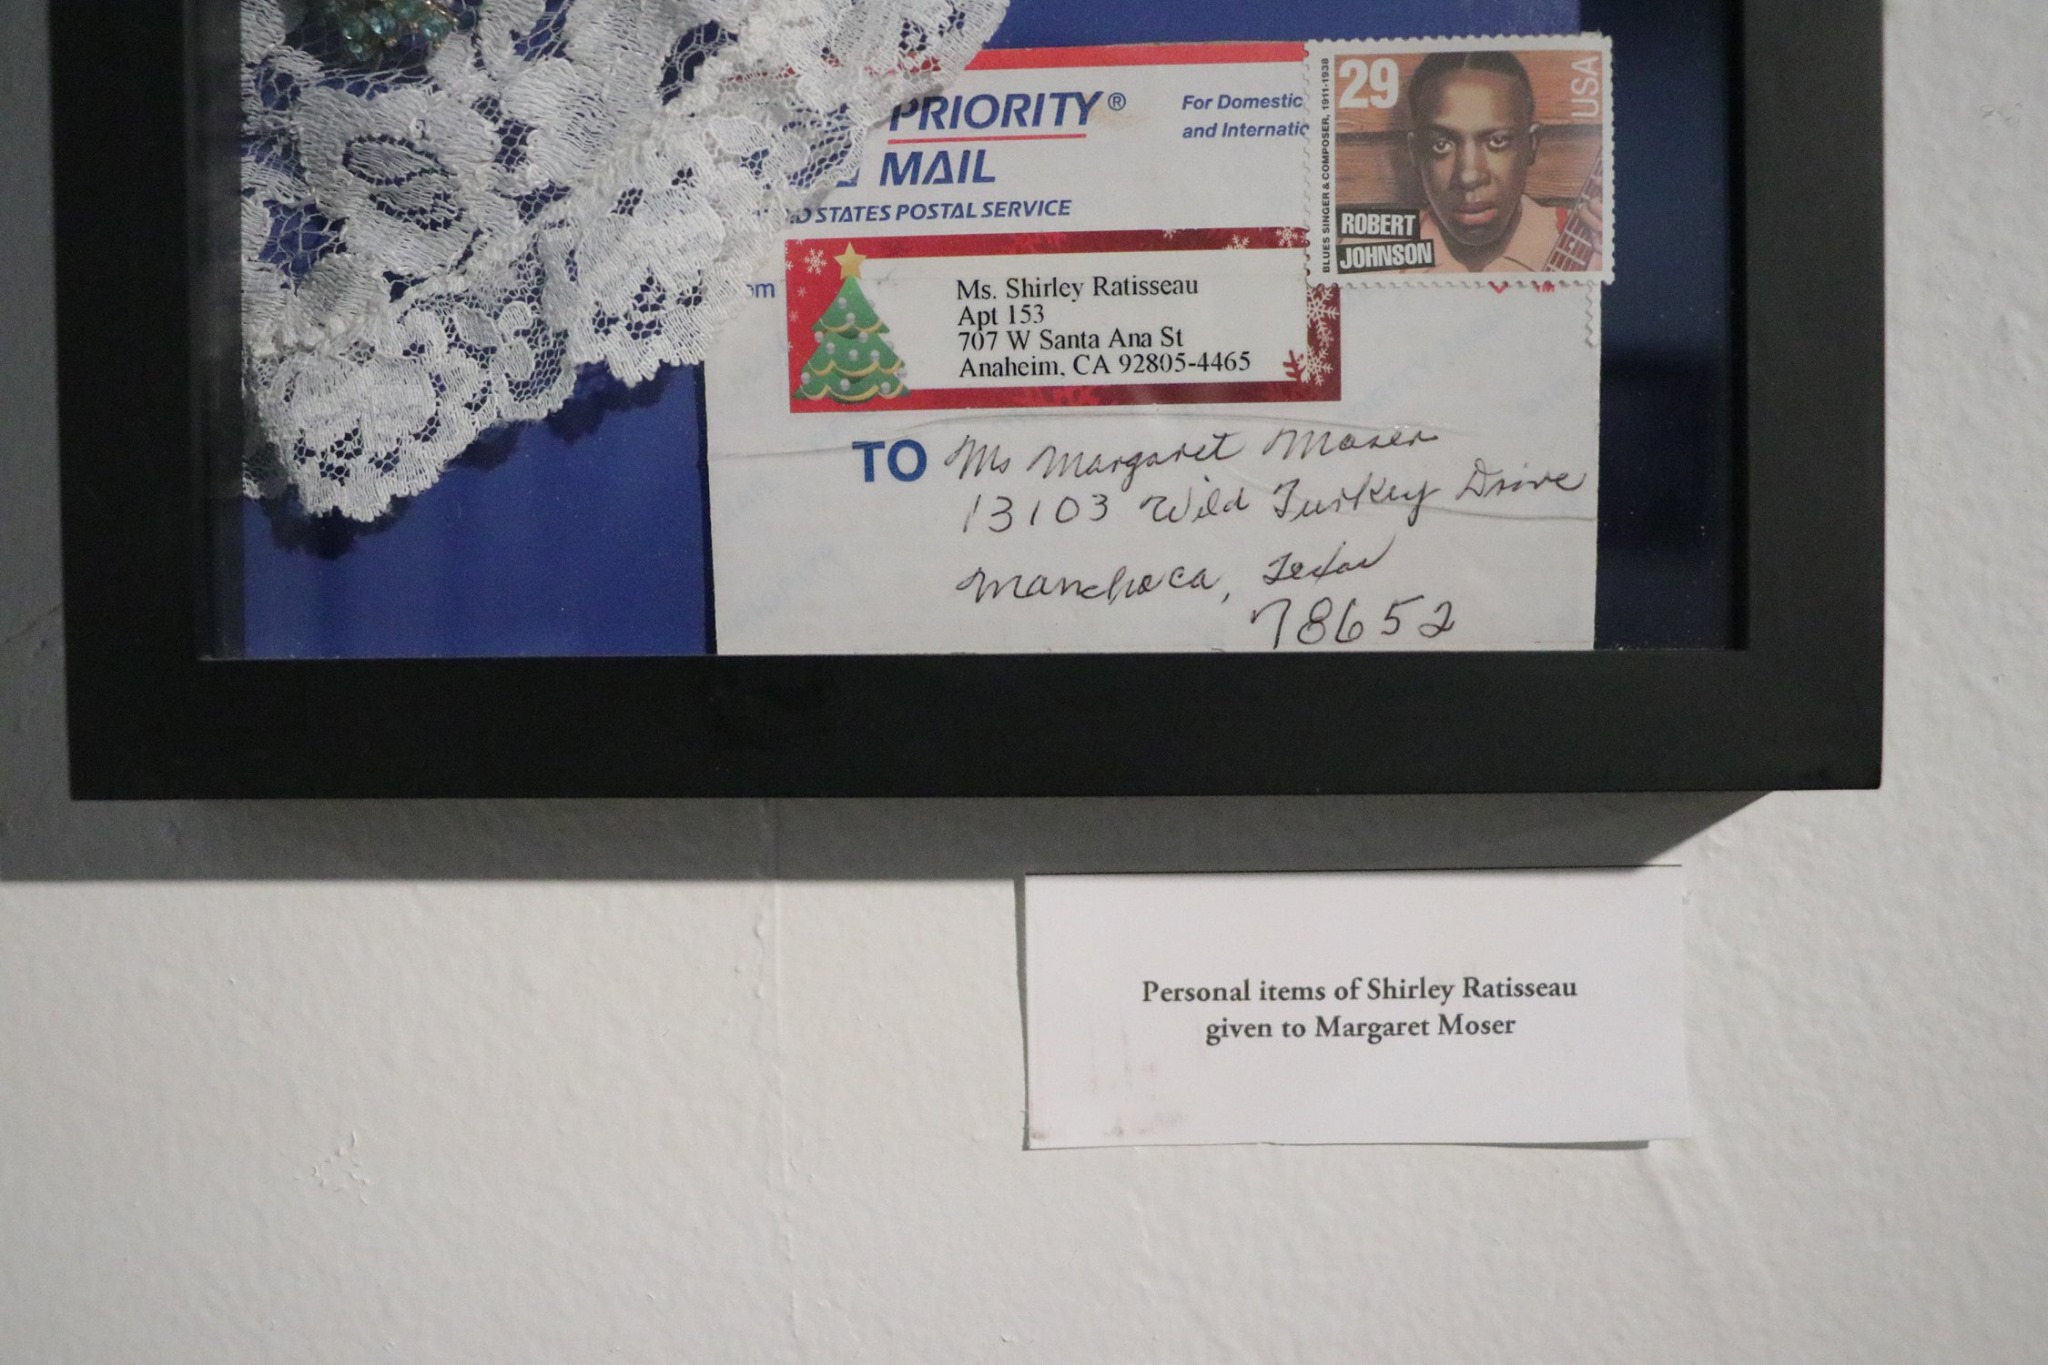 PRIORITY®
MAIL
D STATES POSTAL SERVICE
For Domestic
and Internatio
29
USA
BLUES SINGER & COMPOSER, 1911-1938
ROBERT
JOHNSON
om
Ms. Shirley Ratisseau
Apt 153
707 W Santa Ana St
Anaheim, CA 92805-4465
TM
TO Ms Margaret Moser
13103 Wild Turkey Drive
Manchaca, Texas
78652
Personal items of Shirley Ratisseau
given to Margaret Moser